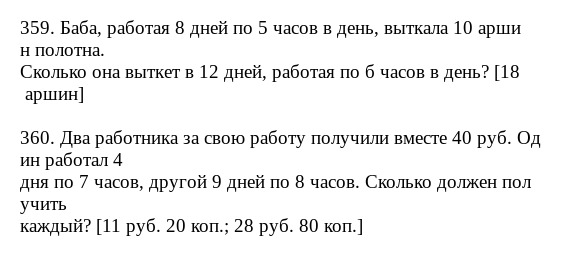 359. Баба, работая 8 дней по 5 часов в день, выткала 10 арши
н полотна.
Сколько она выткет в 12 дней, работая по б часов в день? [18
аршин]
360. Два работника за свою работу получили вместе 40 руб. Од
ин работал 4
дня по 7 часов, другой 9 дней по 8 часов. Сколько должен пол
учить
каждый? [11 руб. 20 коп.; 28 руб. 80 коп.]